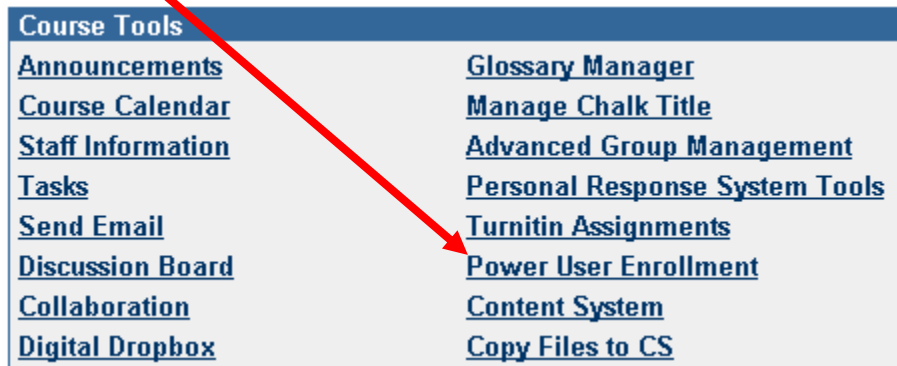 Course Tools
Announcements
Glossary Manager
Course Calendar
Manage Chalk Title
Staff Information
Advanced Group Management
Tasks
Personal Response System Tools
Send Email
Turnitin Assignments
Discussion Board
Power User Enrollment
Collaboration
Content System
Digital Dropbox
Copy Files to CS